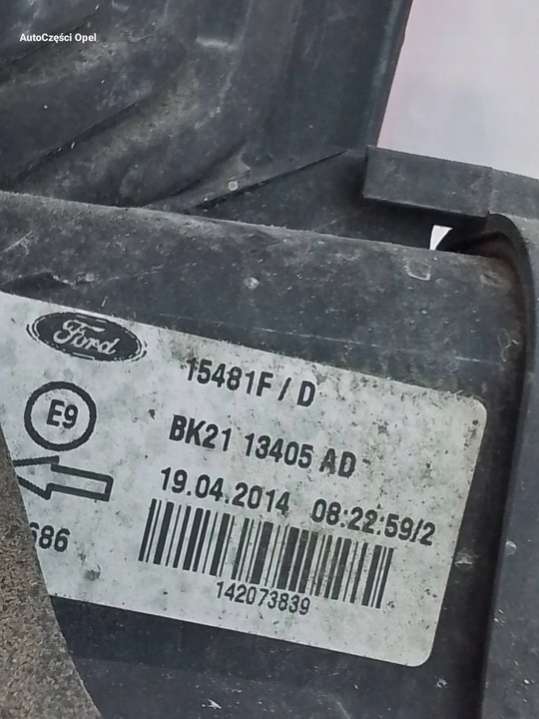 AutoCzęści Opel
Ford
15481F / D
E9
BK21 13405 AD
19.04.2014 08:22:59/2
686
142073839